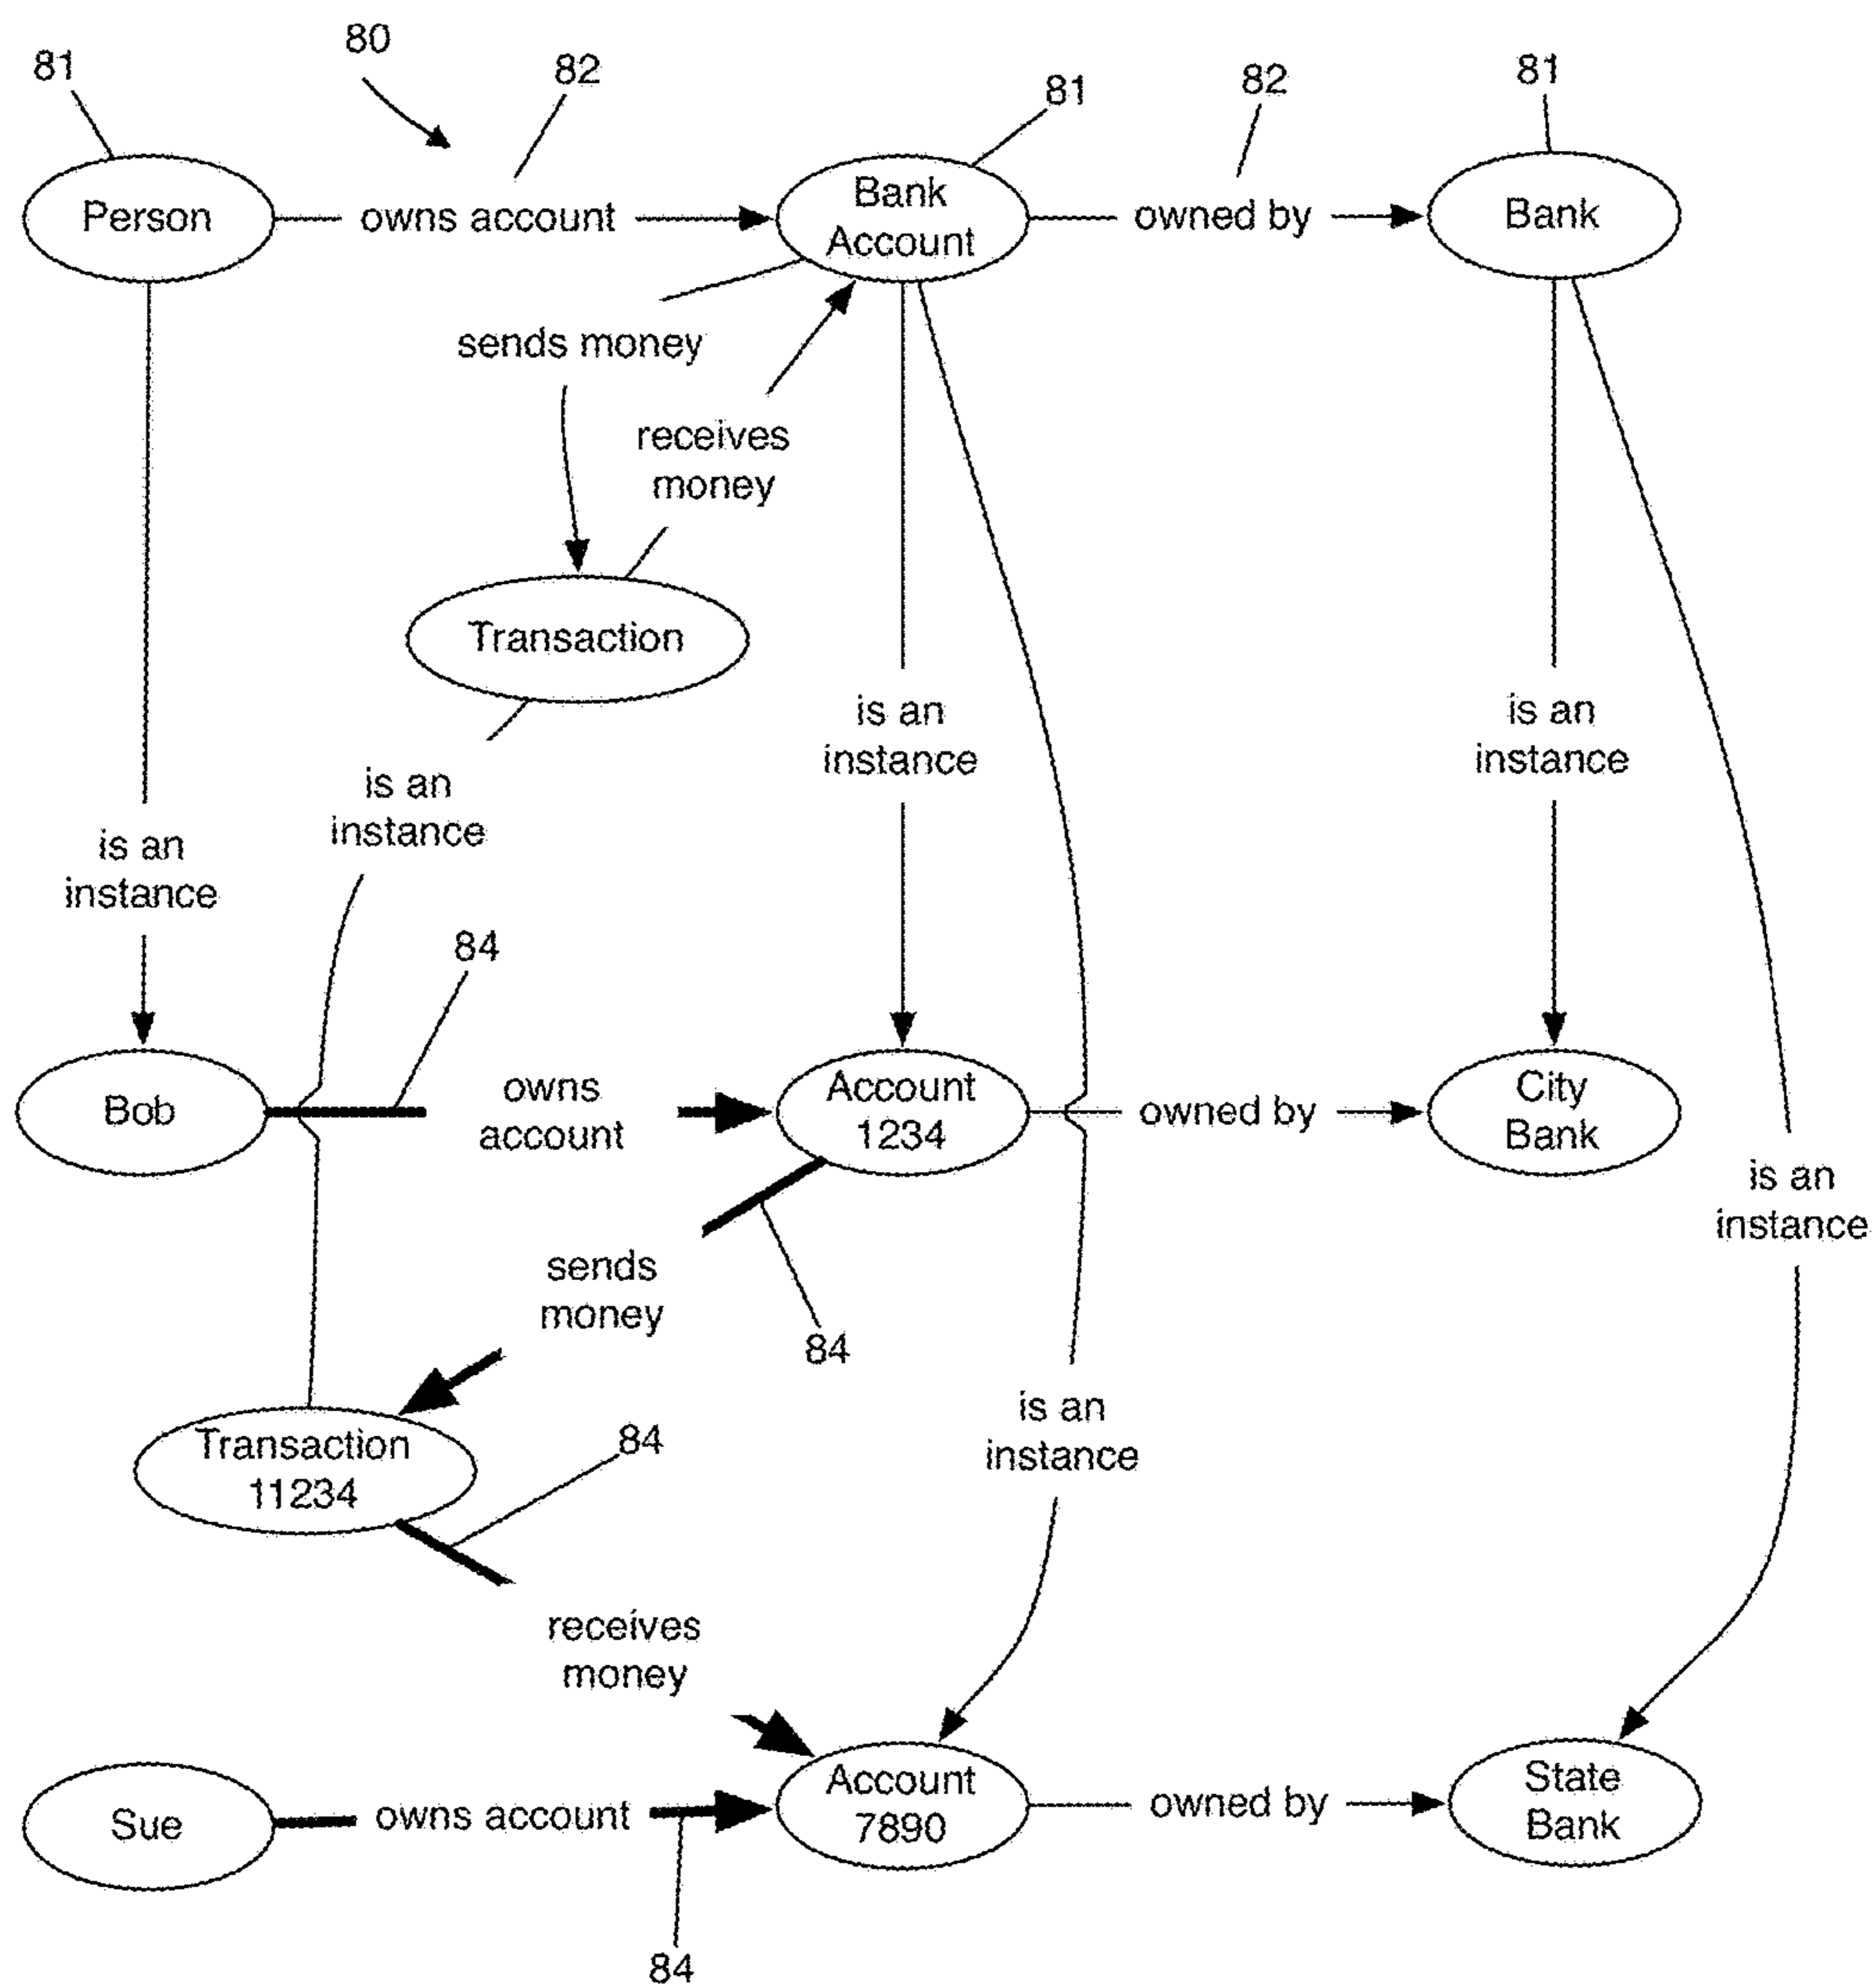 80
81
82
81
82
81
Person
owns account
Bank
Account
owned by
Bank
sends money
receives
money
Transaction
is an
instance
is an
instance
is an
instance
is an
instance
84
Bob
owns
account
Account
1234
owned by
City
Bank
is an
instance
sends
money
84
Transaction
11234
84
is an
instance
receives
money
Sue
owns account
Account
7890
owned by
State
Bank
84